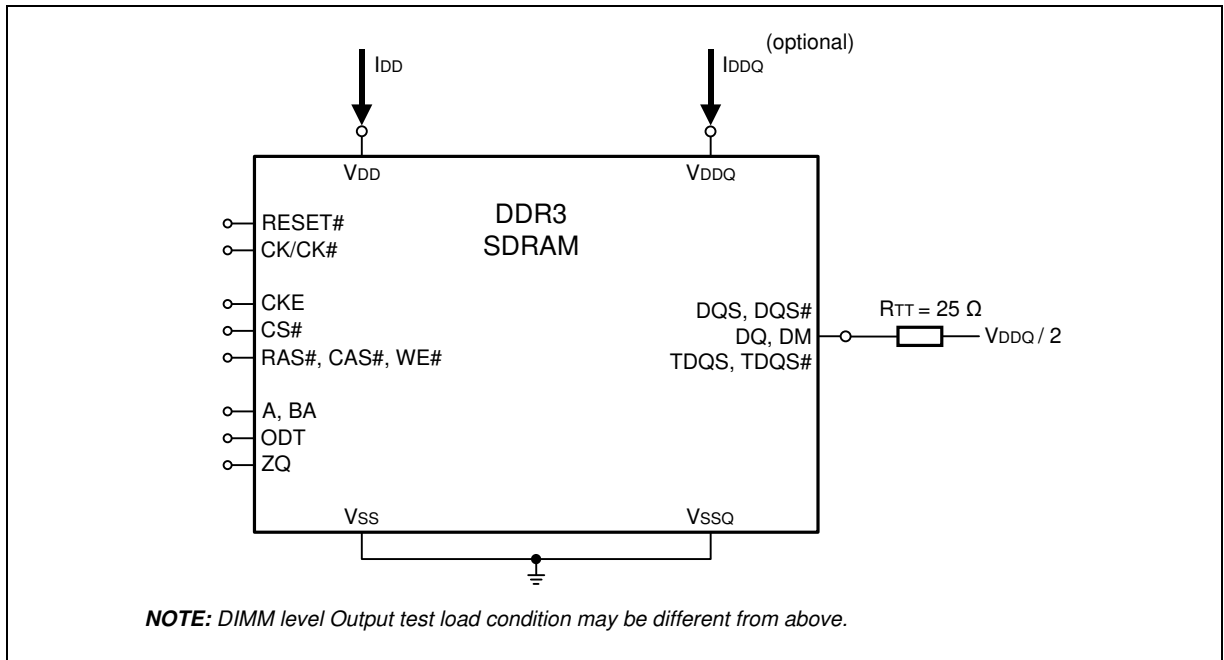 (optional)
IDD
IDDQ
VDD
VDDQ
DDR3
SDRAM
RESET#
CK/CK#
CKE
CS#
RAS#, CAS#, WE#
A, BA
ODT
ZQ
DQS, DQS#
DQ, DM
TDQS, TDQS#
RTT = 25 Ω
VDDQ / 2
VSS
VSSQ
NOTE: DIMM level Output test load condition may be different from above.